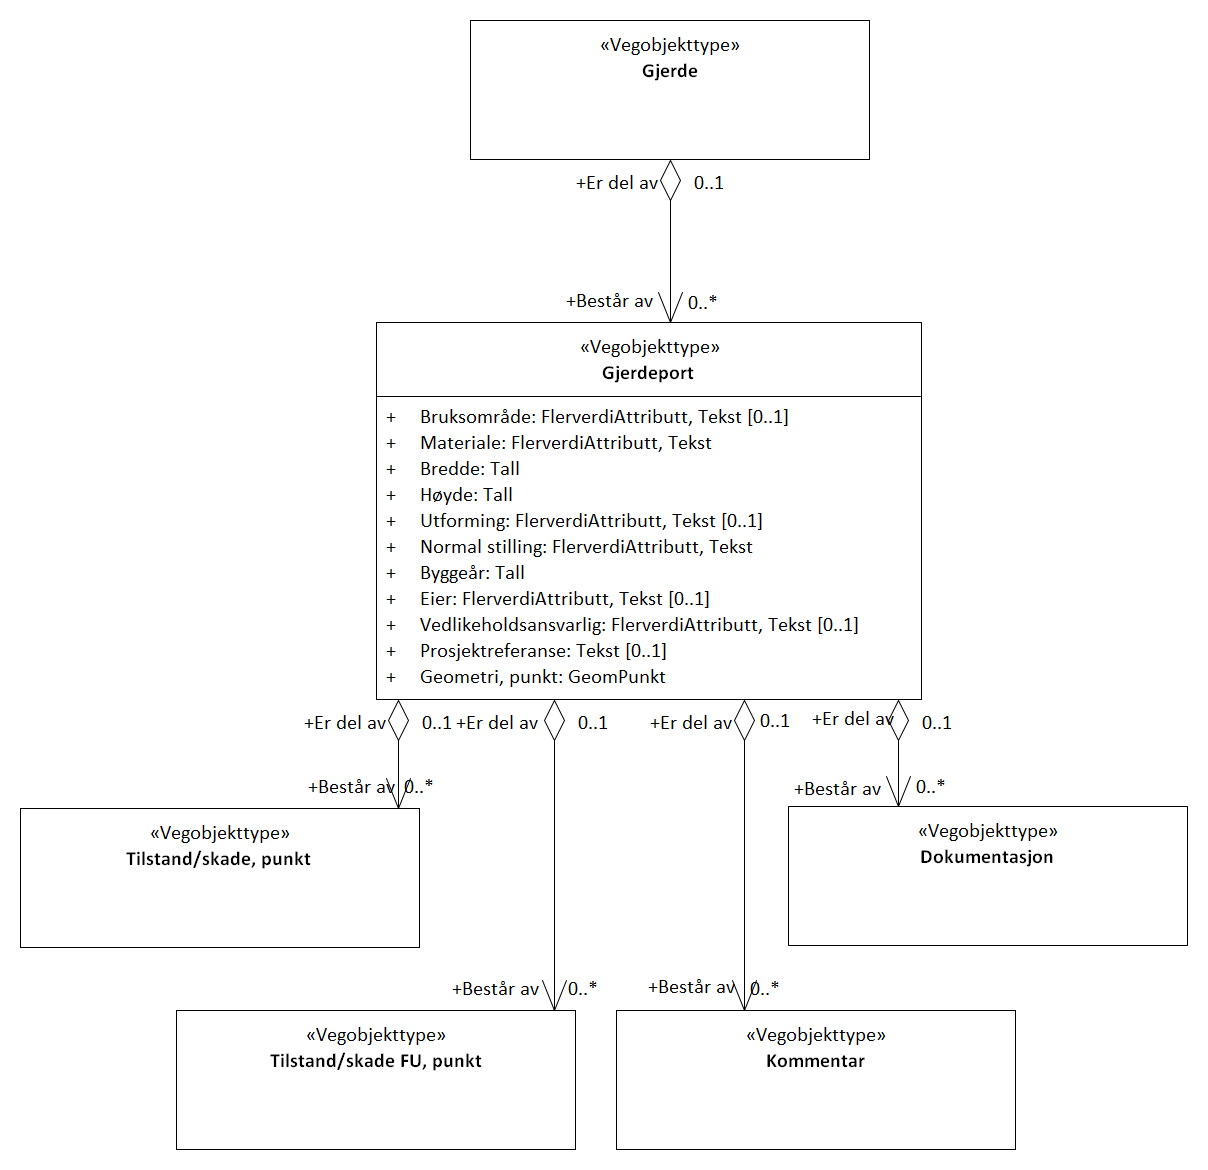 «Vegobjekttype»
Gjerde
+Er del av 0..1
+Består av 0..*
«Vegobjekttype»
Gjerdeport
+ Bruksområde: FlerverdiAttributt, Tekst [0..1]
+ Materiale: FlerverdiAttributt, Tekst
+ Bredde: Tall
+ Høyde: Tall
+ Utforming: FlerverdiAttributt, Tekst [0..1]
+ Normal stilling: FlerverdiAttributt, Tekst
+ Byggeår: Tall
+ Eier: FlerverdiAttributt, Tekst [0..1]
+ Vedlikeholdsansvarlig: FlerverdiAttributt, Tekst [0..1]
+ Prosjektreferanse: Tekst [0..1]
+ Geometri, punkt: GeomPunkt
+Er del av 0..1 +Er del av 0..1 +Er del av 0..1 +Er del av 0..1
+Består av 0..* +Består av 0..*
«Vegobjekttype»
Tilstand/skade, punkt
«Vegobjekttype»
Dokumentasjon
+Består av 0..* +Består av 0..*
«Vegobjekttype»
Tilstand/skade FU, punkt
«Vegobjekttype»
Kommentar